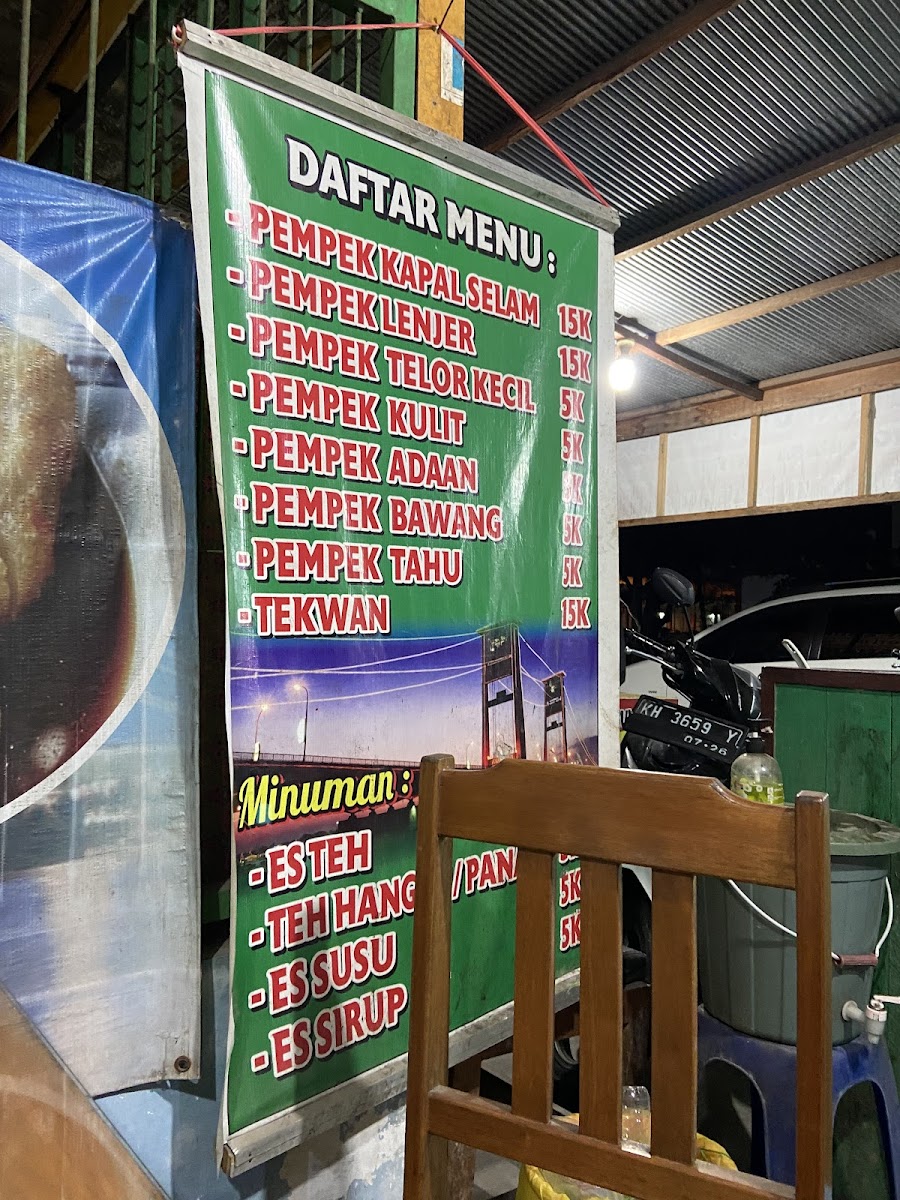 DAFTAR MENU :
- PEMPEK KAPAL SELAM 15K
- PEMPEK LENJER 15K
- PEMPEK TELOR KECIL 5K
- PEMPEK KULIT 5K
- PEMPEK ADAAN 5K
- PEMPEK BAWANG 5K
- PEMPEK TAHU 5K
- TEKWAN 15K
Minuman :
- ES TEH
- TEH /
- ES SUSU 5K
- ES SIRUP 5K
KH 3659 Y
07·26